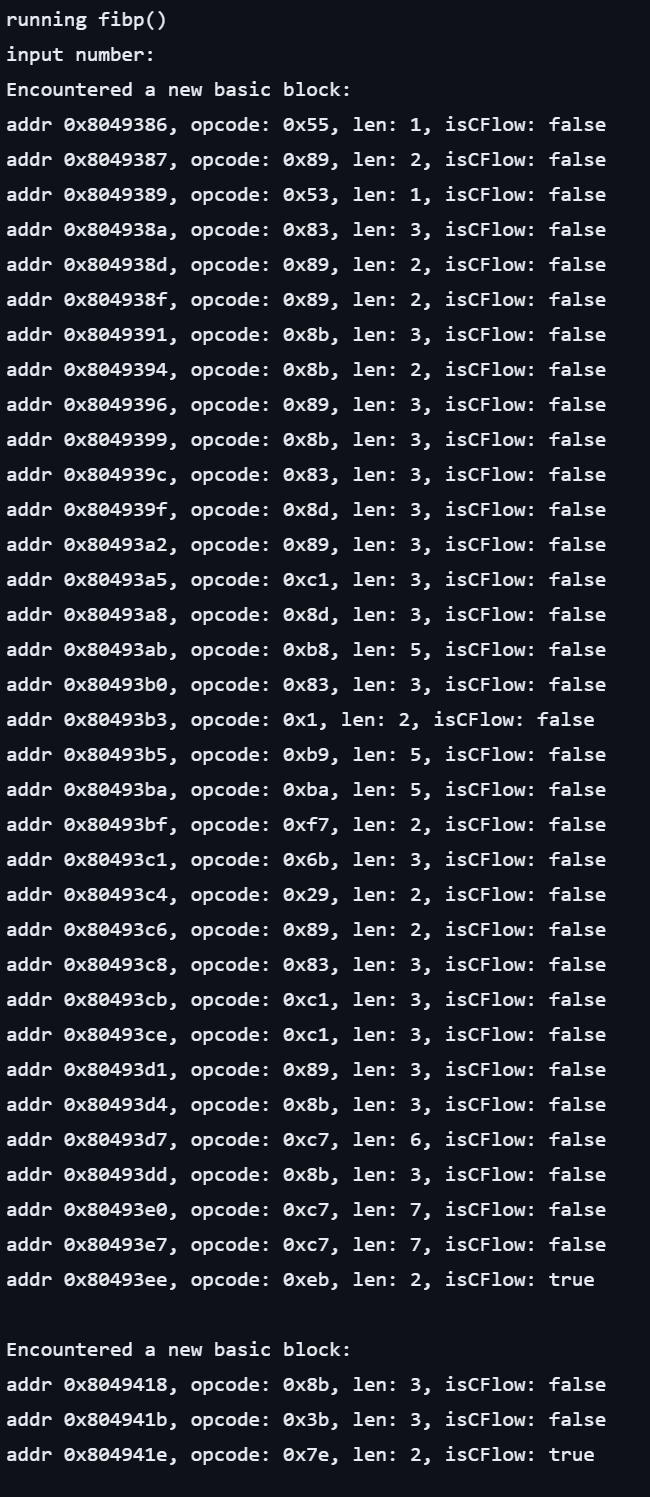 running fibp()
input number:
Encountered a new basic block:
addr 0x8049386, opcode: 0x55, len: 1, isCFlow: false
addr 0x8049387, opcode: 0x89, len: 2, isCFlow: false
addr 0x8049389, opcode: 0x53, len: 1, isCFlow: false
addr 0x804938a, opcode: 0x83, len: 3, isCFlow: false
addr 0x804938d, opcode: 0x89, len: 2, isCFlow: false
addr 0x804938f, opcode: 0x89, len: 2, isCFlow: false
addr 0x8049391, opcode: 0x8b, len: 3, isCFlow: false
addr 0x8049394, opcode: 0x8b, len: 2, isCFlow: false
addr 0x8049396, opcode: 0x89, len: 3, isCFlow: false
addr 0x8049399, opcode: 0x8b, len: 3, isCFlow: false
addr 0x804939c, opcode: 0x83, len: 3, isCFlow: false
addr 0x804939f, opcode: 0x8d, len: 3, isCFlow: false
addr 0x80493a2, opcode: 0x89, len: 3, isCFlow: false
addr 0x80493a5, opcode: 0xc1, len: 3, isCFlow: false
addr 0x80493a8, opcode: 0x8d, len: 3, isCFlow: false
addr 0x80493ab, opcode: 0xb8, len: 5, isCFlow: false
addr 0x80493b0, opcode: 0x83, len: 3, isCFlow: false
addr 0x80493b3, opcode: 0x1, len: 2, isCFlow: false
addr 0x80493b5, opcode: 0xb9, len: 5, isCFlow: false
addr 0x80493ba, opcode: 0xba, len: 5, isCFlow: false
addr 0x80493bf, opcode: 0xf7, len: 2, isCFlow: false
addr 0x80493c1, opcode: 0x6b, len: 3, isCFlow: false
addr 0x80493c4, opcode: 0x29, len: 2, isCFlow: false
addr 0x80493c6, opcode: 0x89, len: 2, isCFlow: false
addr 0x80493c8, opcode: 0x83, len: 3, isCFlow: false
addr 0x80493cb, opcode: 0xc1, len: 3, isCFlow: false
addr 0x80493ce, opcode: 0xc1, len: 3, isCFlow: false
addr 0x80493d1, opcode: 0x89, len: 3, isCFlow: false
addr 0x80493d4, opcode: 0x8b, len: 3, isCFlow: false
addr 0x80493d7, opcode: 0xc7, len: 6, isCFlow: false
addr 0x80493dd, opcode: 0x8b, len: 3, isCFlow: false
addr 0x80493e0, opcode: 0xc7, len: 7, isCFlow: false
addr 0x80493e7, opcode: 0xc7, len: 7, isCFlow: false
addr 0x80493ee, opcode: 0xeb, len: 2, isCFlow: true
Encountered a new basic block:
addr 0x8049418, opcode: 0x8b, len: 3, isCFlow: false
addr 0x804941b, opcode: 0x3b, len: 3, isCFlow: false
addr 0x804941e, opcode: 0x7e, len: 2, isCFlow: true